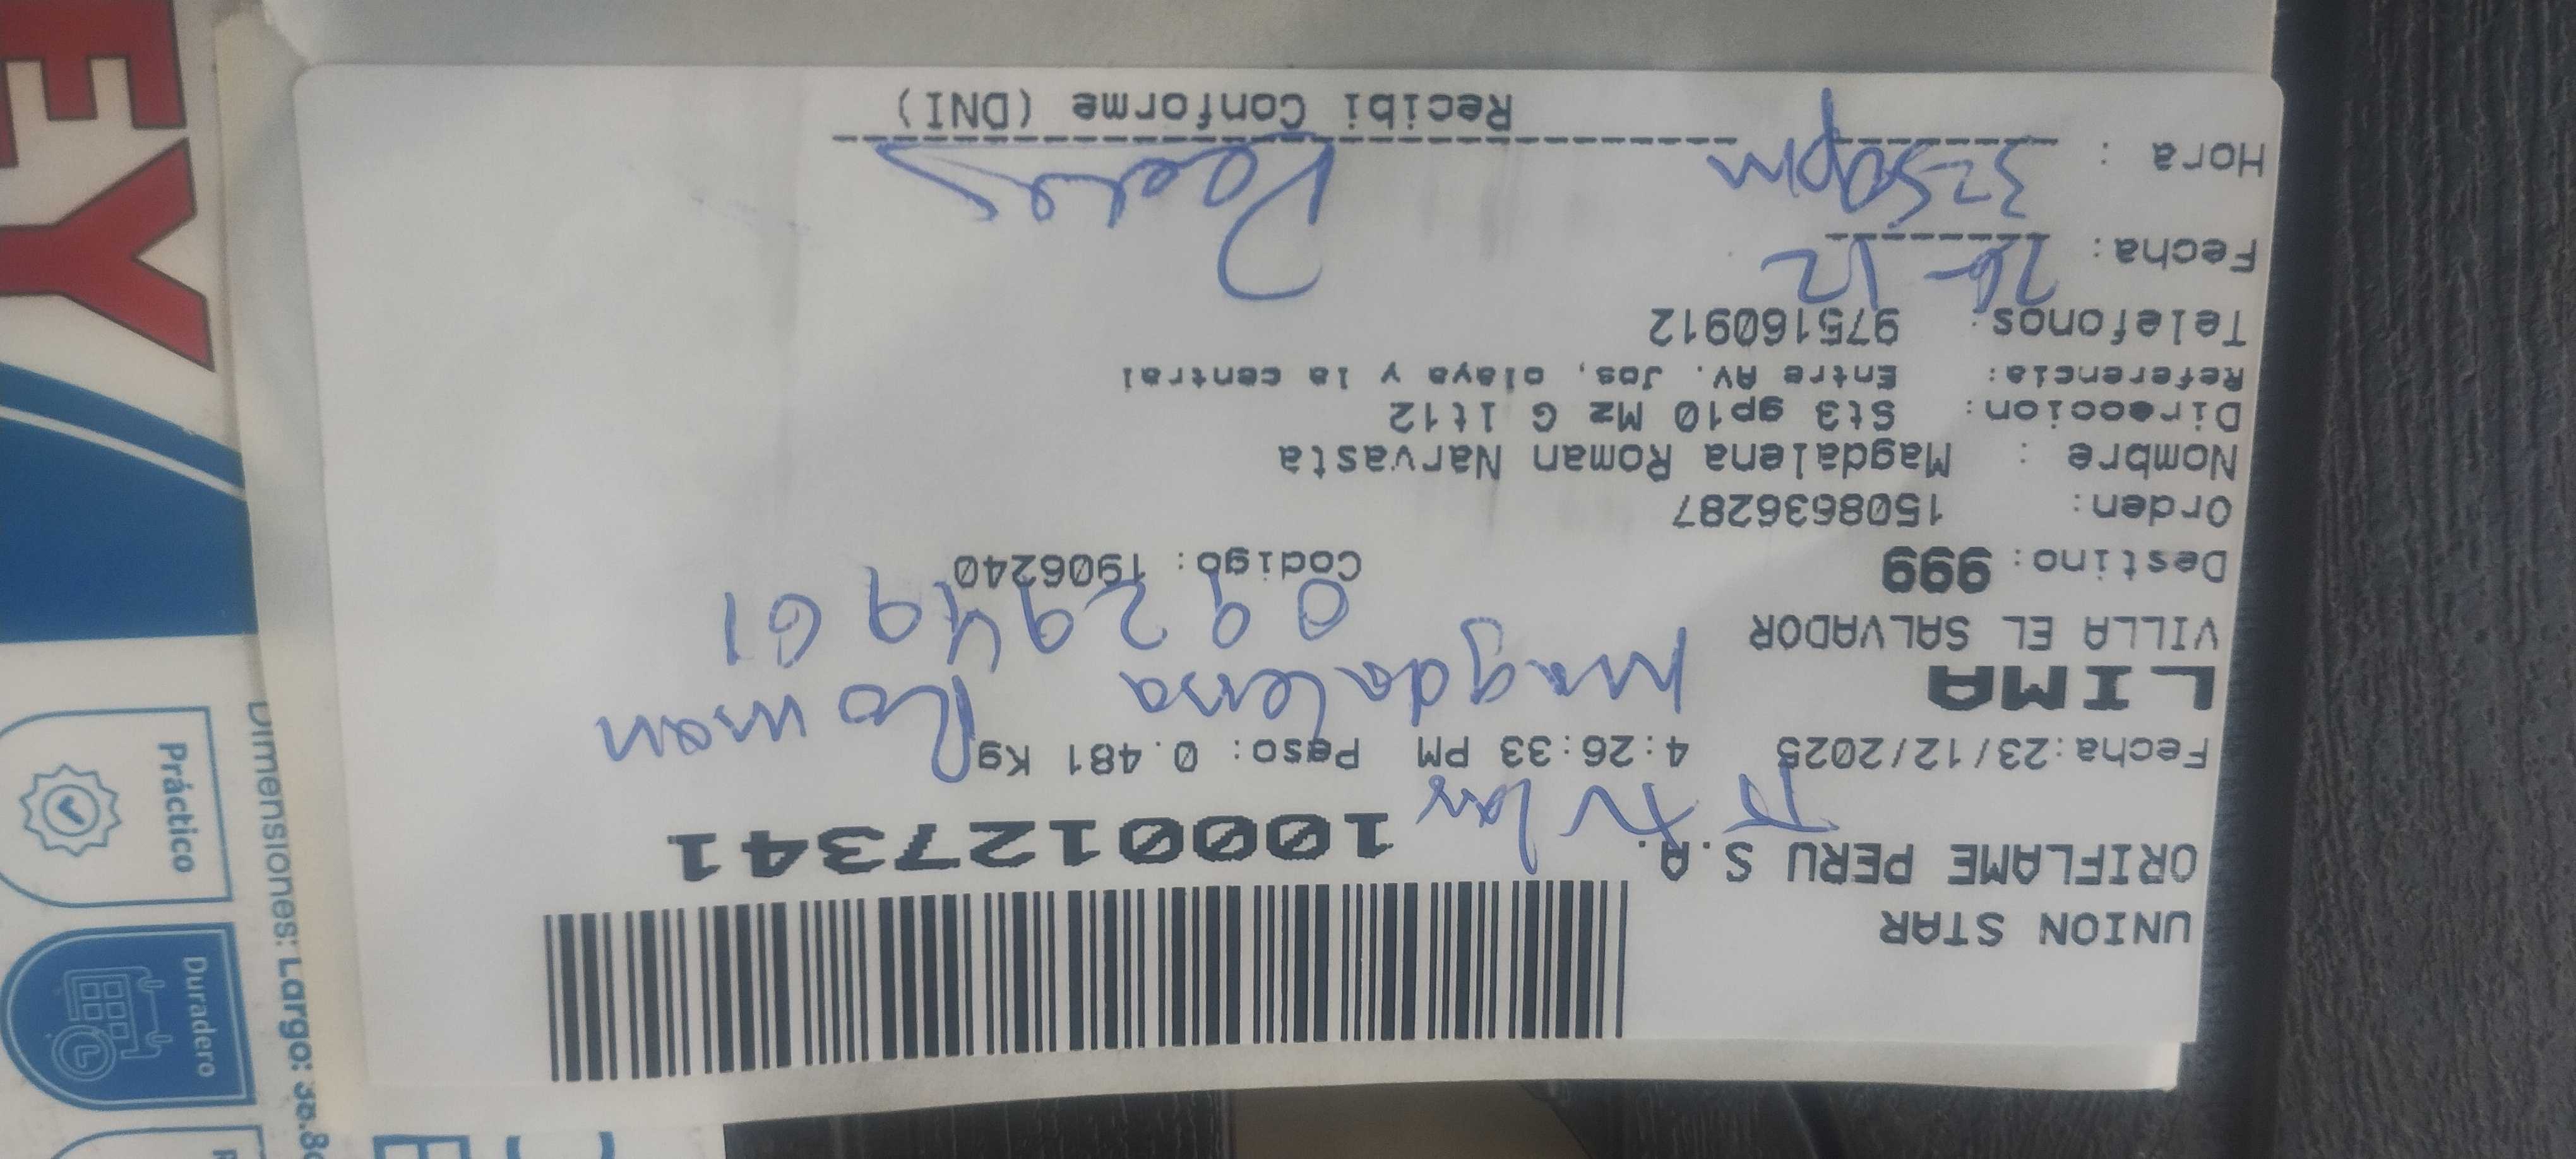 UNION STAR
ORIFLAME PERU S.A.
1000127341
Fecha:23/12/2025 4:26:33 PM Peso: 0.481 Kg
LIMA
Magdalena Roman
VILLA EL SALVADOR
Destino: 999 Codigo: 1906240
Orden: 1508636287
Nombre : Magdalena Roman Narvasta
Direccion: St3 gp10 Mz G lt12
Referencia: Entre AV. Jos, olaya y la central
Telefonos: 975160912
Fecha: 26-12
Hora : 3:50pm
Recibi Conforme (DNI)
EY
Práctico
Duradero
Dimensiones: Largo: